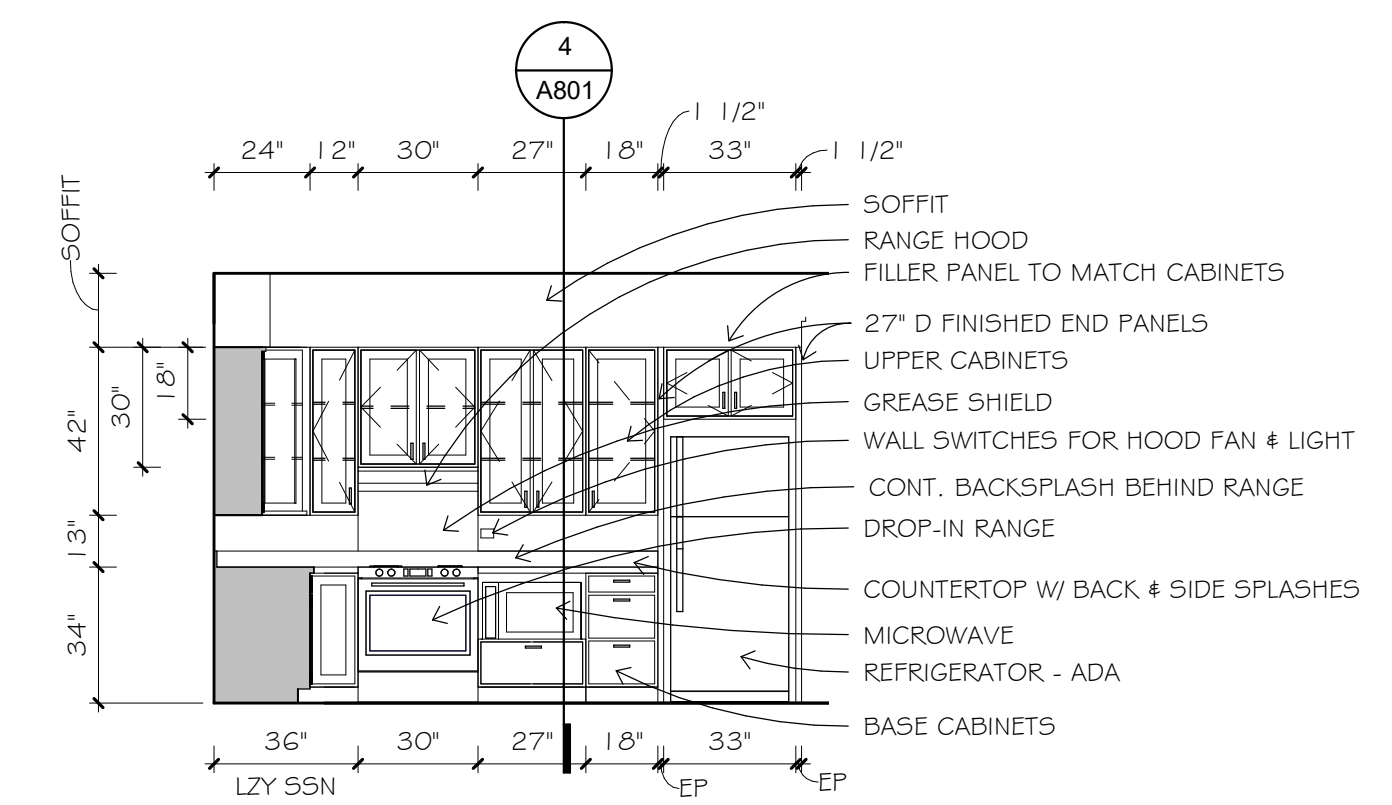 4
A801
1 1/2"
24" 12" 30" 27" 18" 33" 1 1/2"
SOFFIT
SOFFIT
RANGE HOOD
FILLER PANEL TO MATCH CABINETS
27" D FINISHED END PANELS
UPPER CABINETS
GREASE SHIELD
WALL SWITCHES FOR HOOD FAN & LIGHT
CONT. BACKSPLASH BEHIND RANGE
DROP-IN RANGE
COUNTERTOP W/ BACK & SIDE SPLASHES
MICROWAVE
REFRIGERATOR - ADA
BASE CABINETS
18"
30"
42"
13"
34"
36" 30" 27" 18" 33"
LZY SSN EP EP